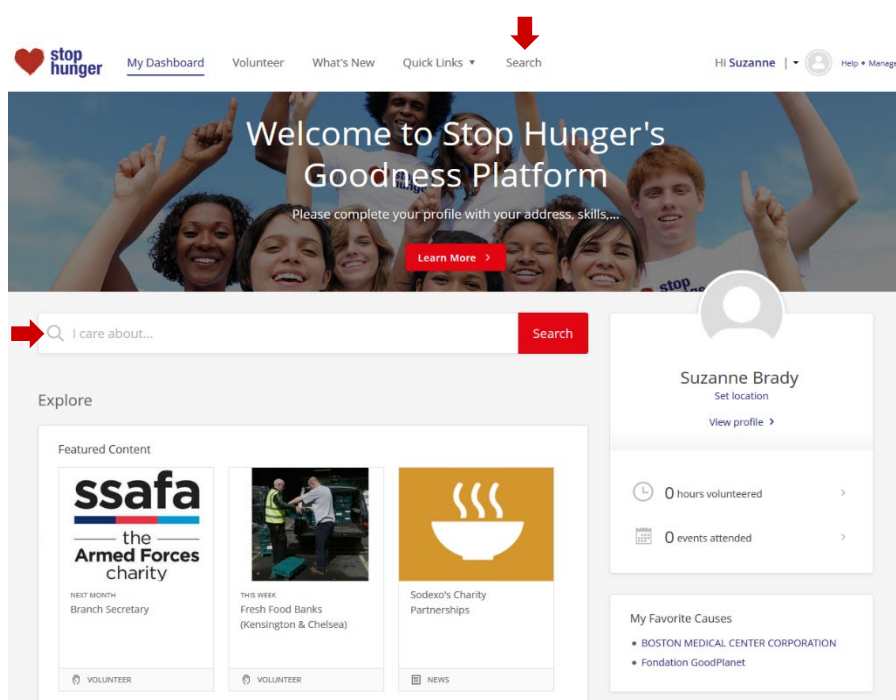 stop
hunger
My Dashboard Volunteer What's New Quick Links ▾ Search Hi Suzanne | ▾ Help • Manage
Welcome to Stop Hunger's
Goodness Platform
Please complete your profile with your address, skills,...
Learn More >
stop
I care about... Search
Suzanne Brady
Set location
View profile >
Explore
Featured Content
ssafa
the
Armed Forces
charity
NEXT MONTH
Branch Secretary
VOLUNTEER
THIS WEEK
Fresh Food Banks
(Kensington & Chelsea)
VOLUNTEER
Sodexo's Charity
Partnerships
NEWS
0 hours volunteered >
0 events attended >
My Favorite Causes
• BOSTON MEDICAL CENTER CORPORATION
• Fondation GoodPlanet